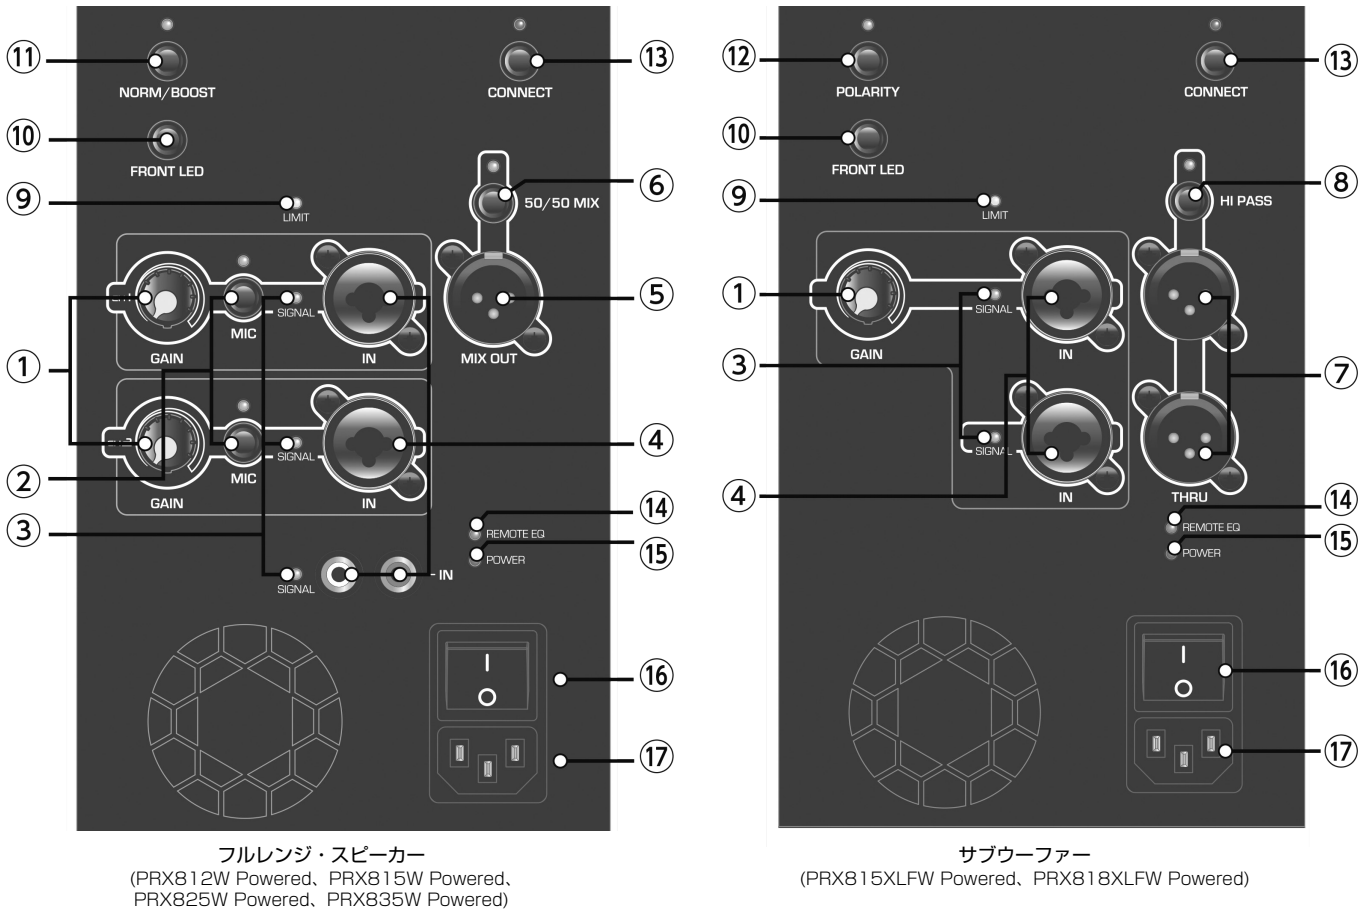 ⑪
NORM/BOOST
⑬
CONNECT
⑩
FRONT LED
⑨
LIMIT
⑥
50/50 MIX
①
GAIN
MIC
SIGNAL
IN
⑤
MIX OUT
②
GAIN
MIC
SIGNAL
IN
④
③
SIGNAL
IN
⑭
REMOTE EQ
⑮
POWER
⑯
⑰
フルレンジ・スピーカー
(PRX812W Powered、PRX815W Powered、
PRX825W Powered、PRX835W Powered)
⑫
POLARITY
⑬
CONNECT
⑩
FRONT LED
⑨
LIMIT
⑧
HI PASS
①
GAIN
SIGNAL
IN
③
⑦
④
SIGNAL
IN
THRU
⑭
REMOTE EQ
⑮
POWER
⑯
⑰
サブウーファー
(PRX815XLFW Powered、PRX818XLFW Powered)